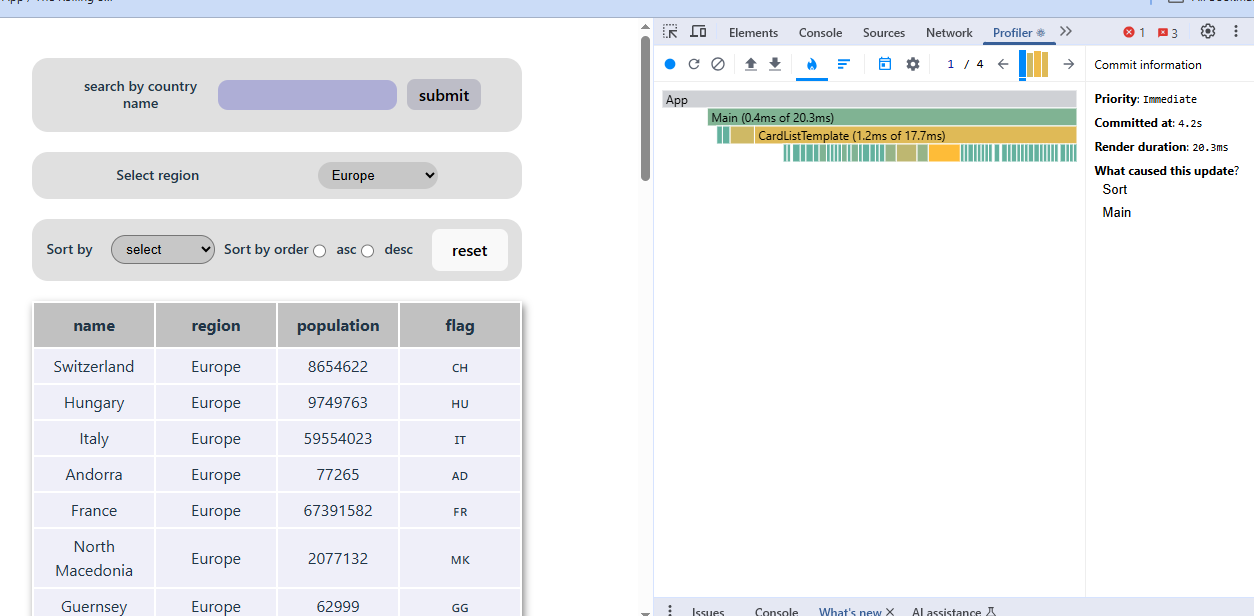 search by country
name
submit
Select region
Europe
Sort by
select
Sort by order
asc
desc
reset
name region population flag
Switzerland Europe 8654622 CH
Hungary Europe 9749763 HU
Italy Europe 59554023 IT
Andorra Europe 77265 AD
France Europe 67391582 FR
North
Macedonia Europe 2077132 MK
Guernsey Europe 62999 GG
Elements Console Sources Network Profiler 1 3
1 / 4
App
Main (0.4ms of 20.3ms)
CardListTemplate (1.2ms of 17.7ms)
Commit information
Priority: Immediate
Committed at: 4.2s
Render duration: 20.3ms
What caused this update?
Sort
Main
Issues Console What's new AI assistance